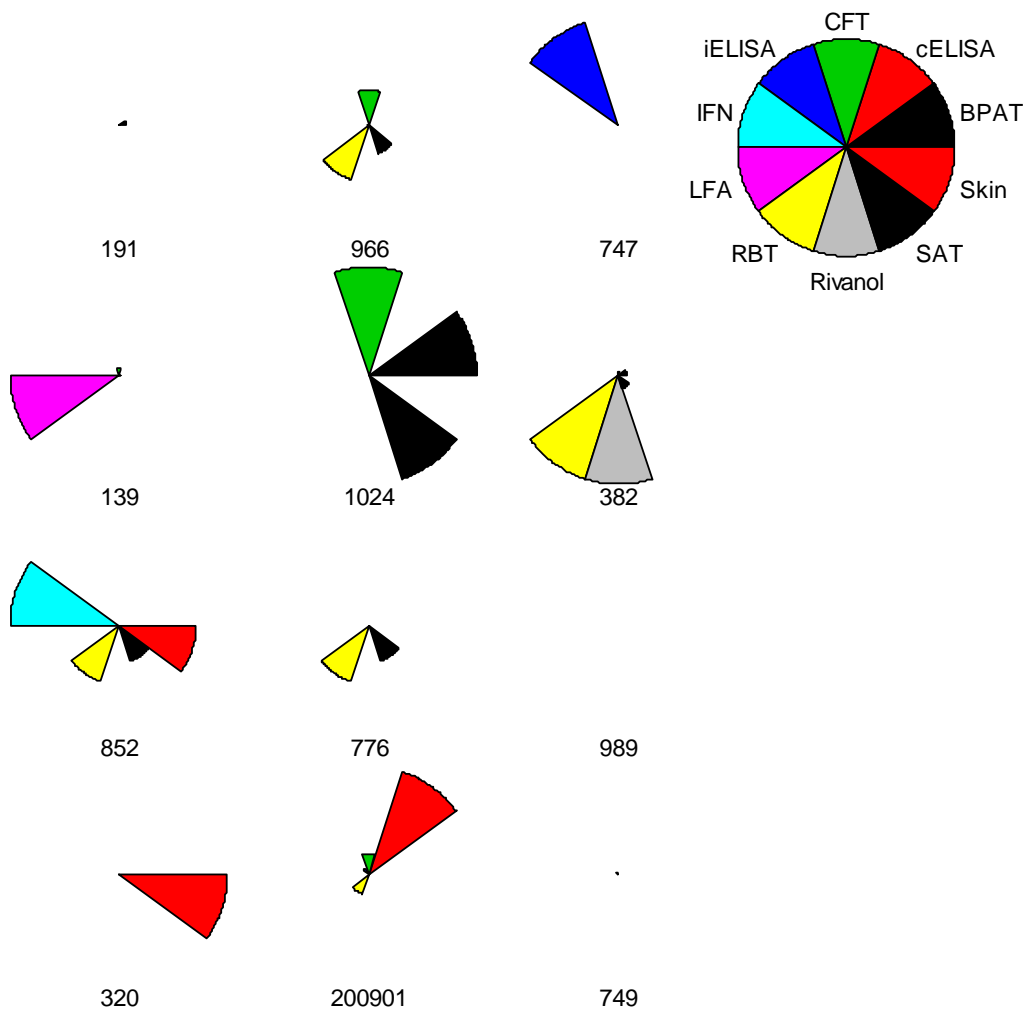 CFT
iELISA
cELISA
IFN
BPAT
LFA
Skin
RBT
SAT
Rivanol
191
966
747
139
1024
382
852
776
989
320
200901
749